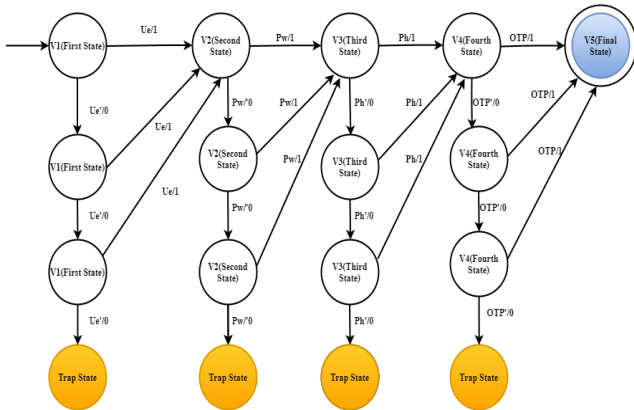 Ue/1
Pw/1
Ph/1
OTP/1
V1(First State)
V2(Second
State)
V3(Third
State)
V4(Fourth
State)
V5(Final
State)
Ue'/0
Ue/1
Pw/'0
Pw/1
Ph'/0
Ph/1
OTP'/0
OTP/1
V1(First State)
V2(Second
State)
V3(Third
State)
V4(Fourth
State)
Ue'/0
Ue/1
Pw/'0
Pw/1
Ph'/0
Ph/1
OTP'/0
OTP/1
V1(First State)
V2(Second
State)
V3(Third
State)
V4(Fourth
State)
Ue'/0
Pw/'0
Ph'/0
OTP'/0
Trap State
Trap State
Trap State
Trap State